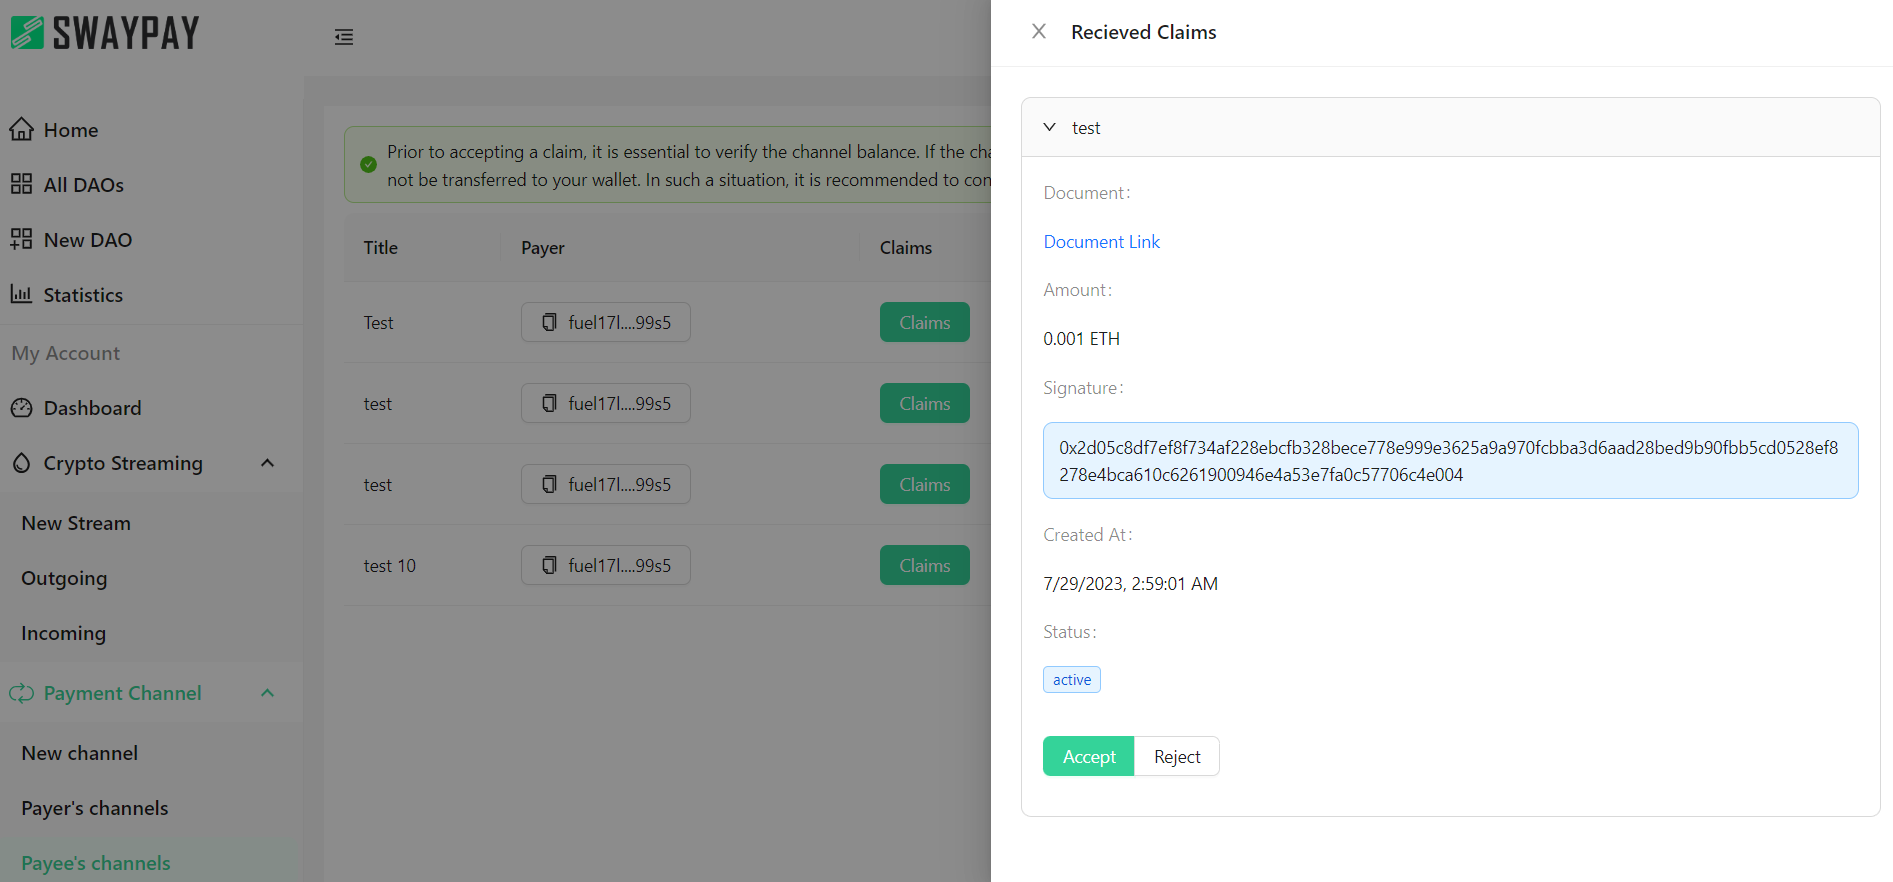 SWAYPAY
Home
All DAOs
New DAO
Statistics
My Account
Dashboard
Crypto Streaming
New Stream
Outgoing
Incoming
Payment Channel
New channel
Payer's channels
Payee's channels
Prior to accepting a claim, it is essential to verify the channel balance. If the cha
not be transferred to your wallet. In such a situation, it is recommended to con
Title Payer Claims
Test fuel17l....99s5 Claims
test fuel17l....99s5 Claims
test fuel17l....99s5 Claims
test 10 fuel17l....99s5 Claims
Recieved Claims
test
Document:
Document Link
Amount:
0.001 ETH
Signature:
0x2d05c8df7ef8f734af228ebcfb328bece778e999e3625a9a970fcbba3d6aad28bed9b90fbb5cd0528ef8
278e4bca610c6261900946e4a53e7fa0c57706c4e004
Created At:
7/29/2023, 2:59:01 AM
Status:
active
Accept Reject